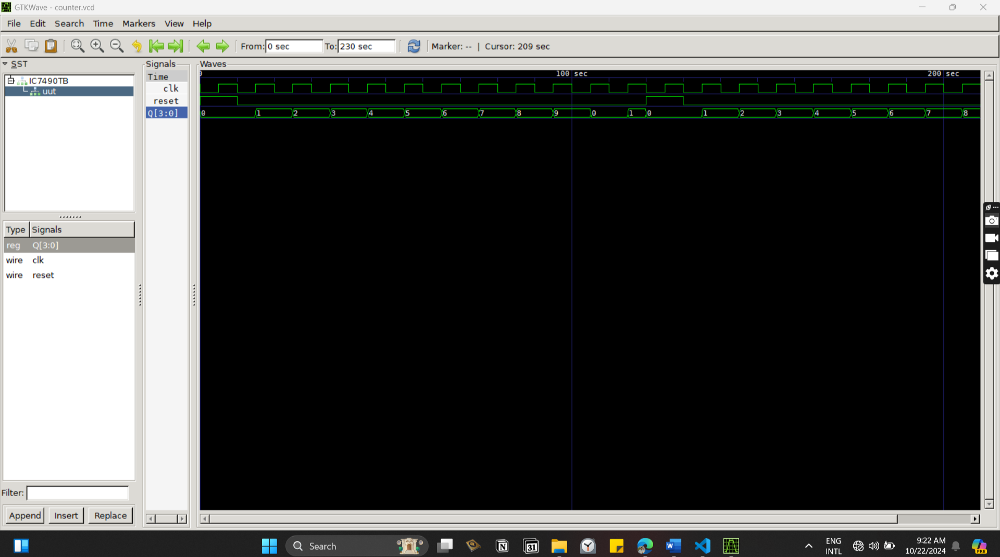 GTKWave - counter.vcd
File Edit Search Time Markers View Help
From: 0 sec To: 230 sec Marker: -- | Cursor: 209 sec
SST
IC7490TB
uut
Type Signals
reg Q[3:0]
wire clk
wire reset
Filter:
Append Insert Replace
Signals
Time
clk
reset
Q[3:0]
Waves
0 100 sec 200 sec
0 1 2 3 4 5 6 7 8 9 0 1 0 1 2 3 4 5 6 7 8
Search
31
ENG
INTL
9:22 AM
10/22/2024
PRE